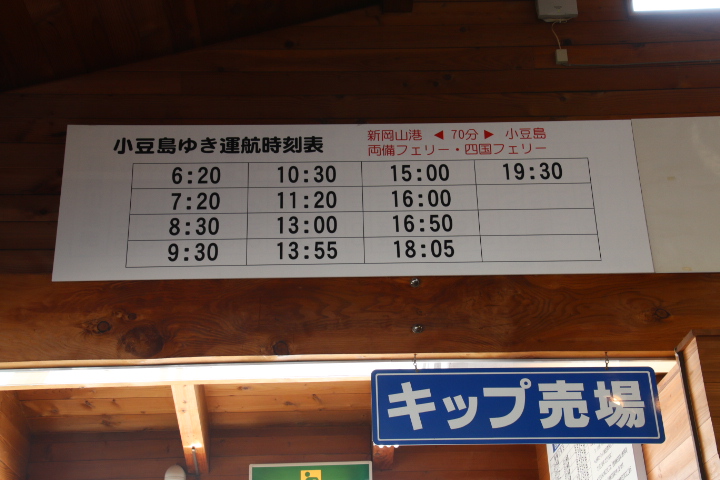 小豆島ゆき運航時刻表
新岡山港 ◀ 70分 ▶ 小豆島
両備フェリー・四国フェリー
6:20 10:30 15:00 19:30
7:20 11:20 16:00
8:30 13:00 16:50
9:30 13:55 18:05
キップ売場